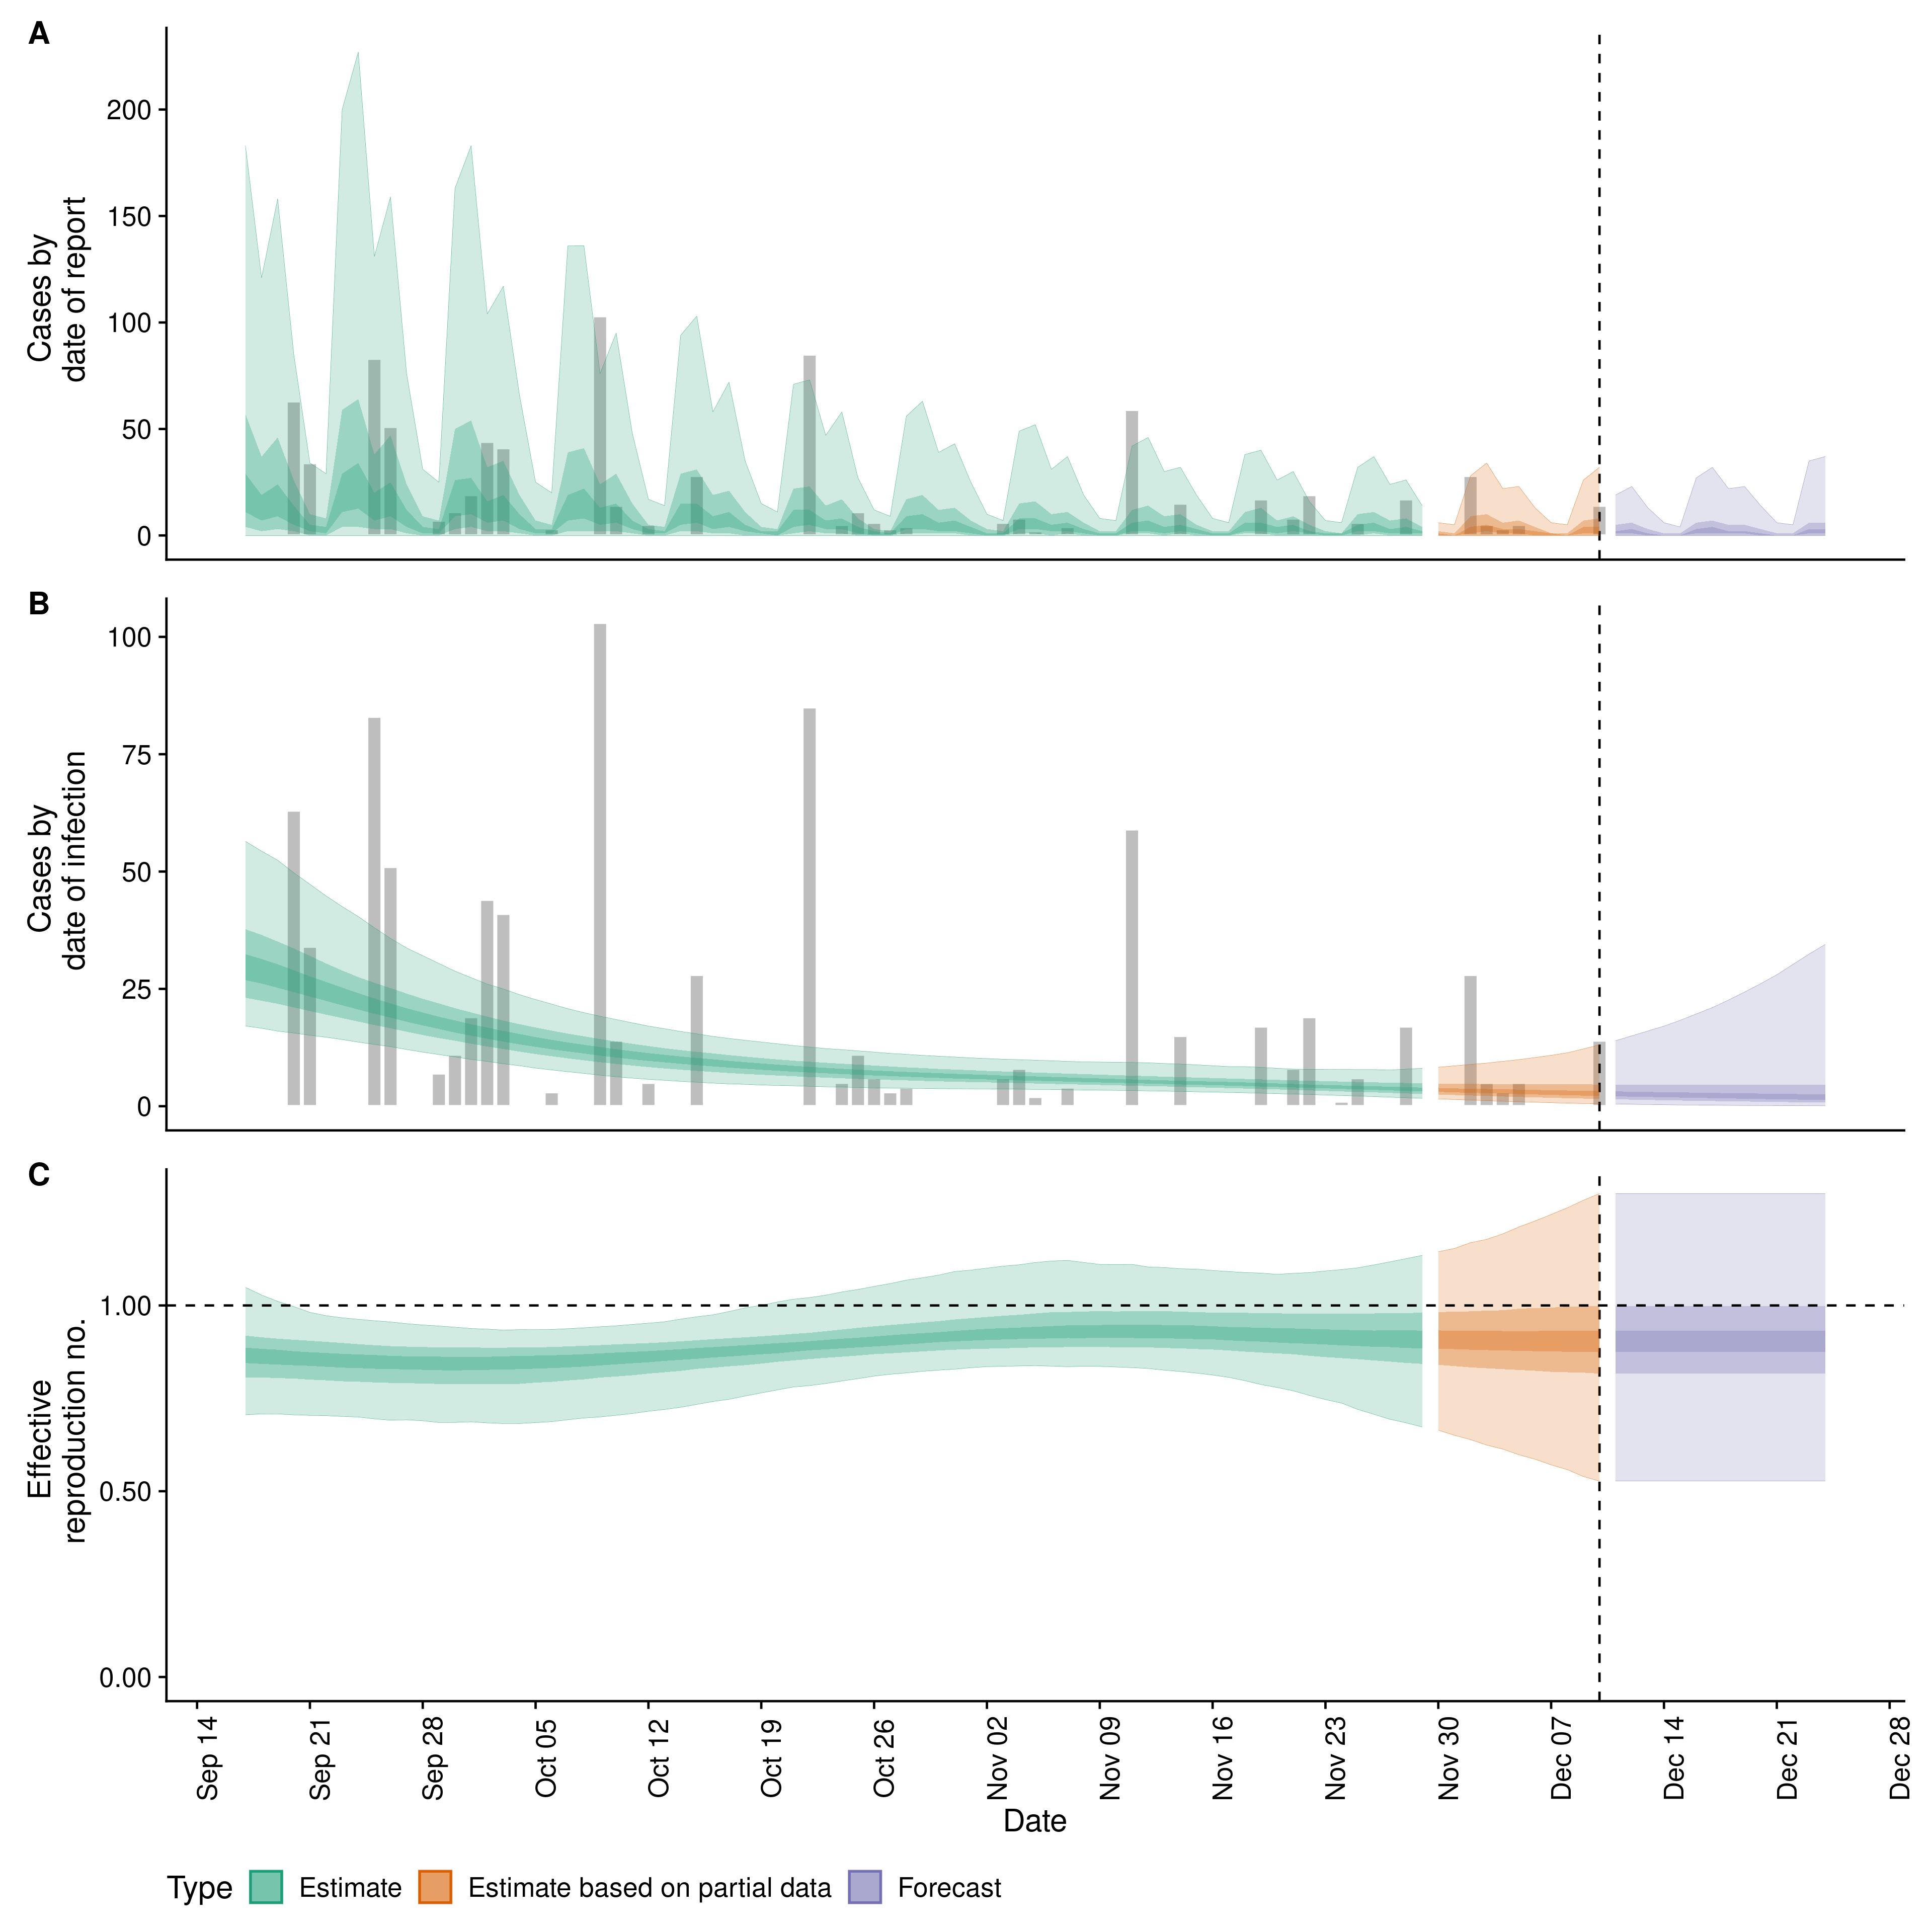 A
Cases by
date of report
200
150
100
50
0
B
Cases by
date of infection
100
75
50
25
0
C
Effective
reproduction no.
1.00
0.50
0.00
Sep 14
Sep 21
Sep 28
Oct 05
Oct 12
Oct 19
Oct 26
Nov 02
Nov 09
Nov 16
Nov 23
Nov 30
Dec 07
Dec 14
Dec 21
Dec 28
Date
Type Estimate Estimate based on partial data Forecast